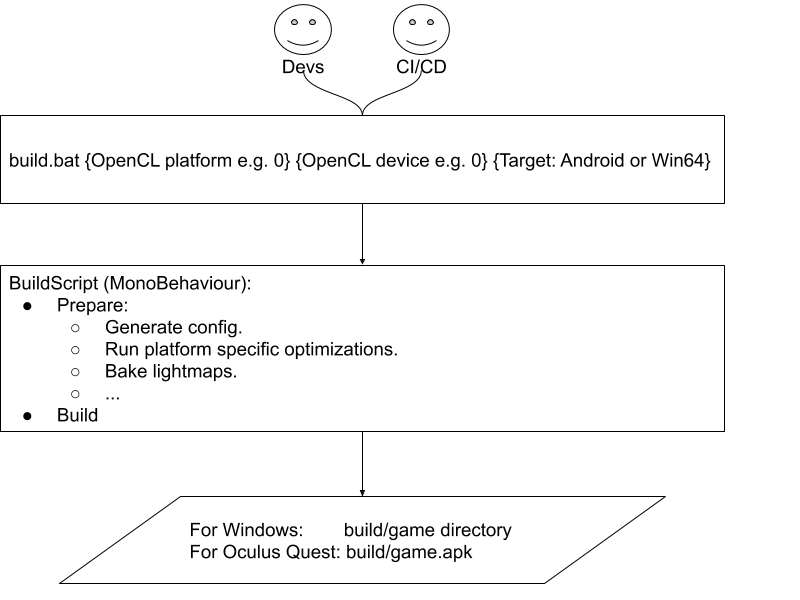 Devs CI/CD
build.bat {OpenCL platform e.g. 0} {OpenCL device e.g. 0} {Target: Android or Win64}
BuildScript (MonoBehaviour):
● Prepare:
○ Generate config.
○ Run platform specific optimizations.
○ Bake lightmaps.
○ ...
● Build
For Windows: build/game directory
For Oculus Quest: build/game.apk